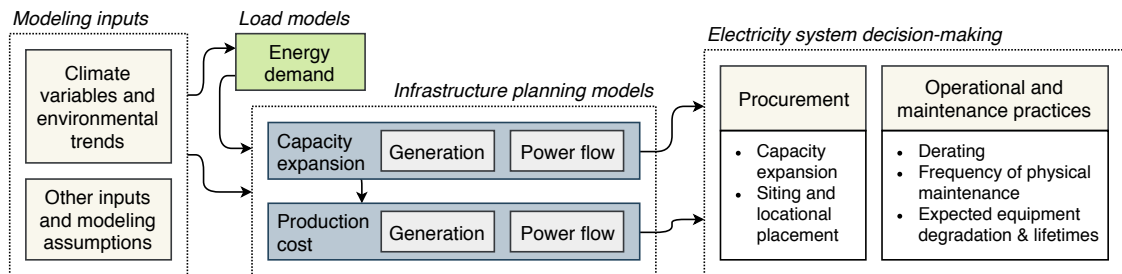 Modeling inputs
Climate
variables and
environmental
trends
Other inputs
and modeling
assumptions
Load models
Energy
demand
Infrastructure planning models
Capacity
expansion
Generation
Power flow
Production
cost
Generation
Power flow
Electricity system decision-making
Procurement
• Capacity
expansion
• Siting and
locational
placement
Operational and
maintenance practices
• Derating
• Frequency of physical
maintenance
• Expected equipment
degradation & lifetimes